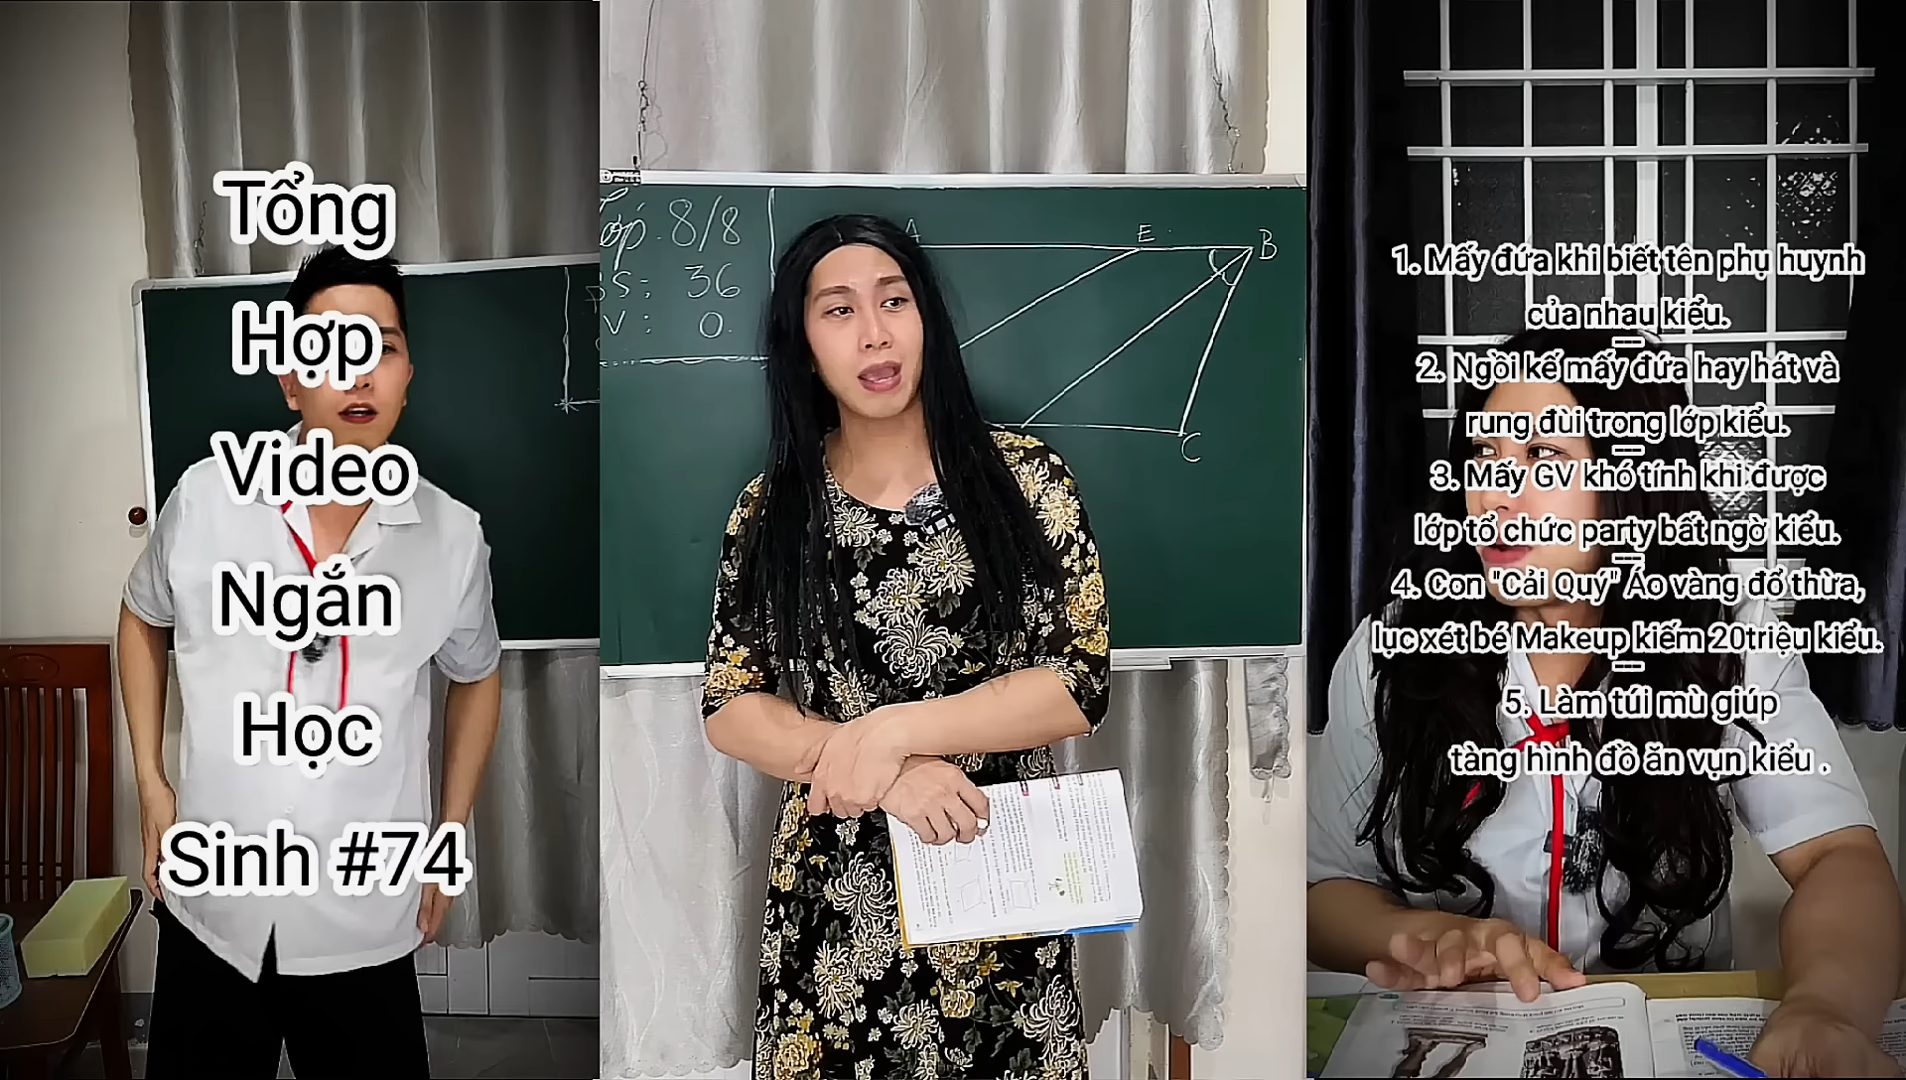 Tổng
Hợp
Video
Ngắn
Học
Sinh #74
Lớp: 8/8
SS: 36
V: 0
A
E
B
C
1. Mấy đứa khi biết tên phụ huynh
của nhau kiểu.
---
2. Ngồi kế mấy đứa hay hát và
rung đùi trong lớp kiểu.
---
3. Mấy GV khó tính khi được
lớp tổ chức party bất ngờ kiểu.
---
4. Con "Cải Quý" Áo vàng đổ thừa,
lục xét bé Makeup kiếm 20triệu kiểu.
---
5. Làm túi mù giúp
tàng hình đồ ăn vụn kiểu .